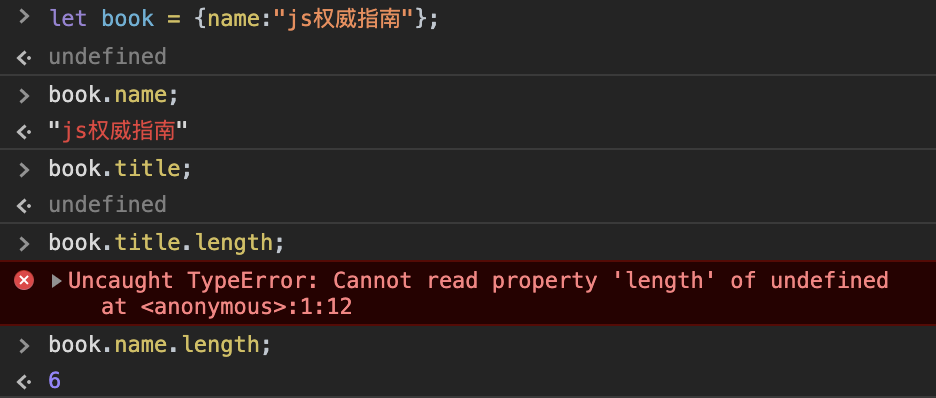 > let book = {name:"js权威指南"};
<· undefined
> book.name;
<· "js权威指南"
> book.title;
<· undefined
> book.title.length;
▶Uncaught TypeError: Cannot read property 'length' of undefined
at <anonymous>:1:12
> book.name.length;
<· 6